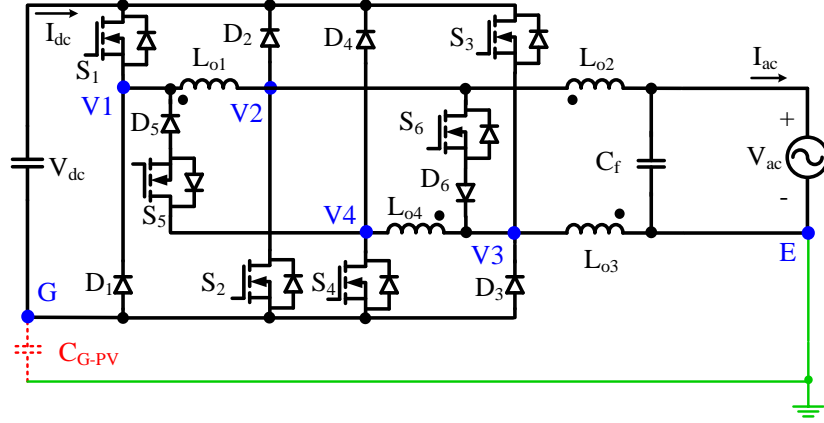 I_dc
S_1
D_2
D_4
S_3
L_o1
L_o2
I_ac
V1
V2
D_5
S_6
+
V_dc
C_f
V_ac
D_6
S_5
V4
L_o4
-
V3
L_o3
E
G
D_1
S_2
S_4
D_3
C_G-PV